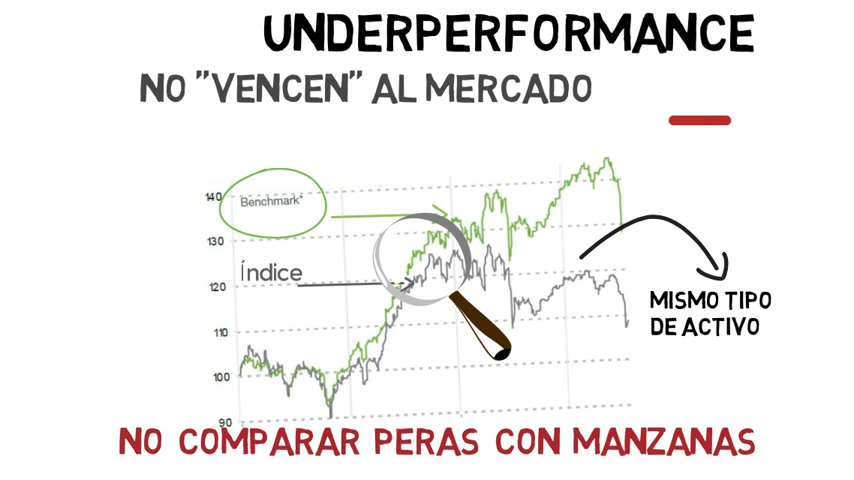 UNDERPERFORMANCE
NO "VENCEN" AL MERCADO
140
Benchmark*
130
Índice
120
MISMO TIPO
DE ACTIVO
110
100
90
NO COMPARAR PERAS CON MANZANAS